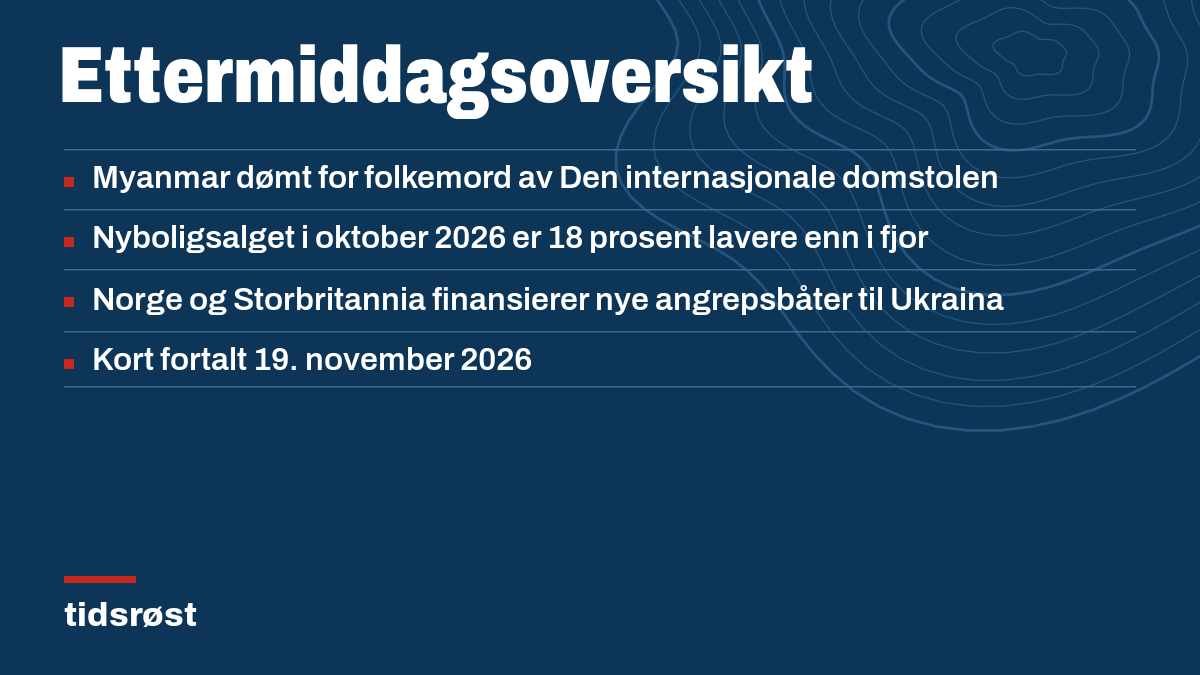 Ettermiddagsoversikt
Myanmar dømt for folkemord av Den internasjonale domstolen
Nyboligsalget i oktober 2026 er 18 prosent lavere enn i fjor
Norge og Storbritannia finansierer nye angrepsbåter til Ukraina
Kort fortalt 19. november 2026
tidsrøst